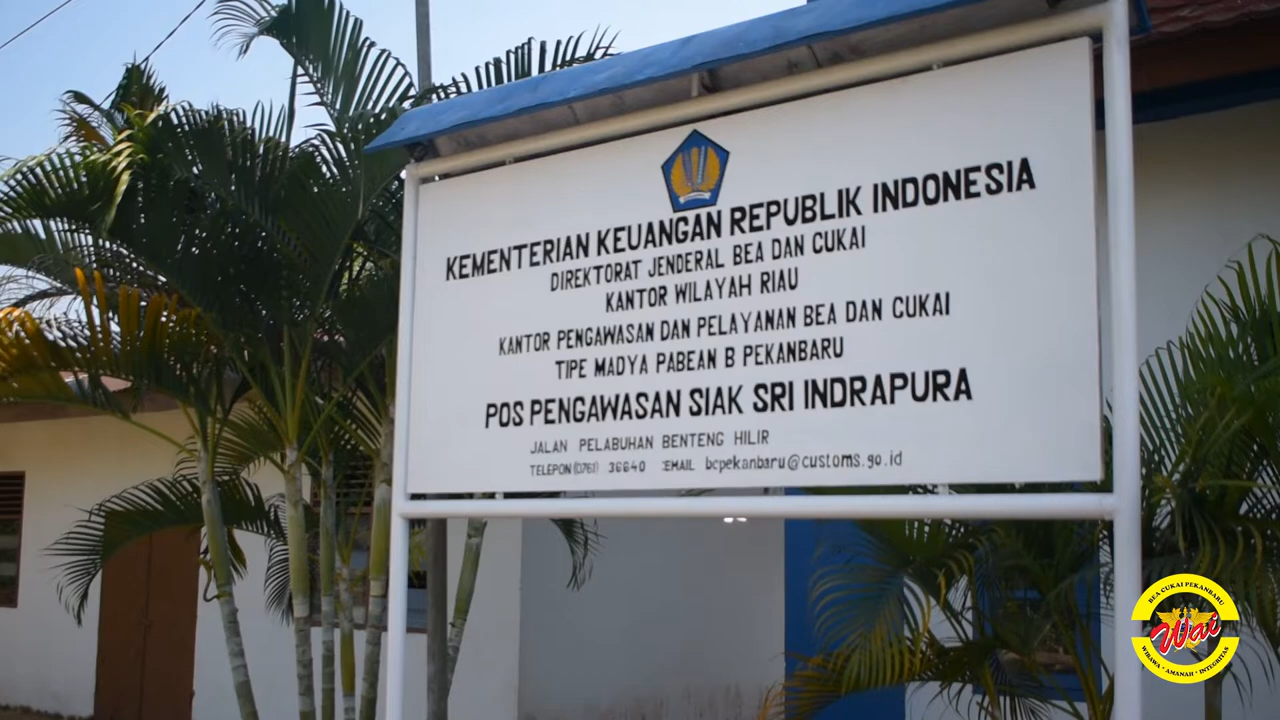 KEMENTERIAN KEUANGAN REPUBLIK INDONESIA
DIREKTORAT JENDERAL BEA DAN CUKAI
KANTOR WILAYAH RIAU
KANTOR PENGAWASAN DAN PELAYANAN BEA DAN CUKAI
TIPE MADYA PABEAN B PEKANBARU
POS PENGAWASAN SIAK SRI INDRAPURA
JALAN PELABUHAN BENTENG HILIR
TELEPON (0761) 36640 :EMAIL bcpekanbaru@customs.go.id
BEA CUKAI PEKANBARU
Wai
WIBAWA • AMANAH • INTEGRITAS